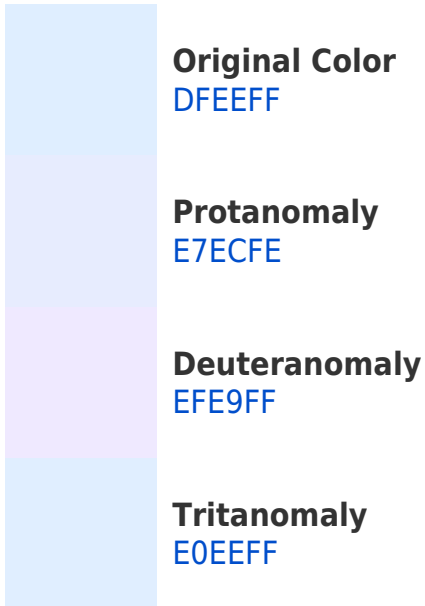 Original Color
DFEEFF
Protanomaly
E7ECFE
Deuteranomaly
EFE9FF
Tritanomaly
E0EEFF